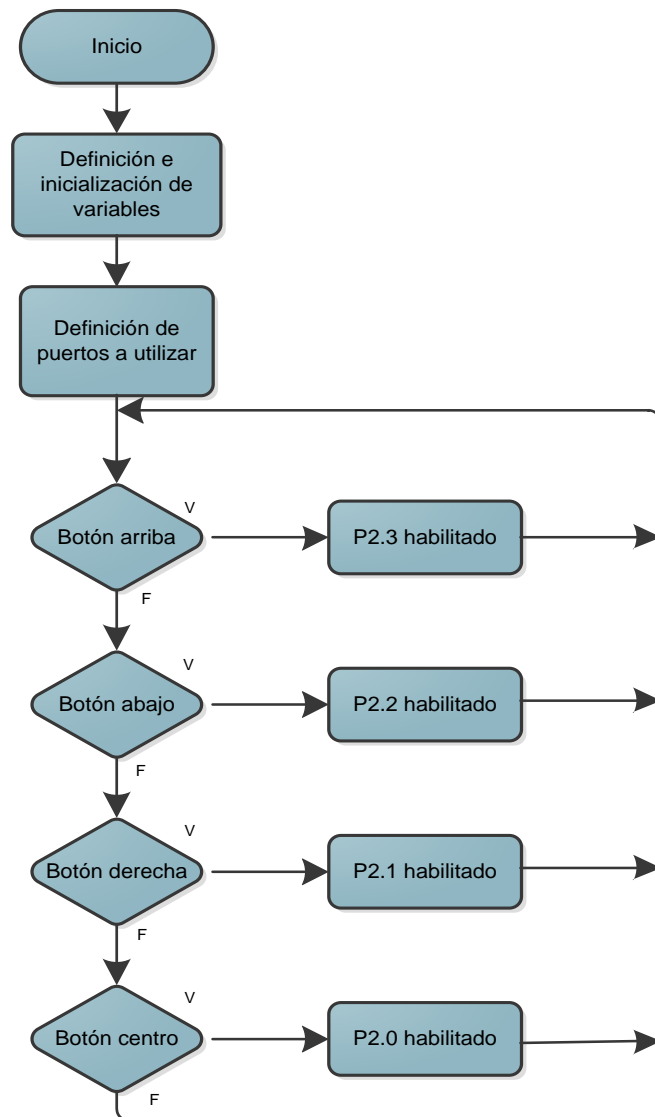 Inicio
Definición e
inicialización de
variables
Definición de
puertos a utilizar
V
Botón arriba
P2.3 habilitado
F
V
Botón abajo
P2.2 habilitado
F
V
Botón derecha
P2.1 habilitado
F
V
Botón centro
P2.0 habilitado
F